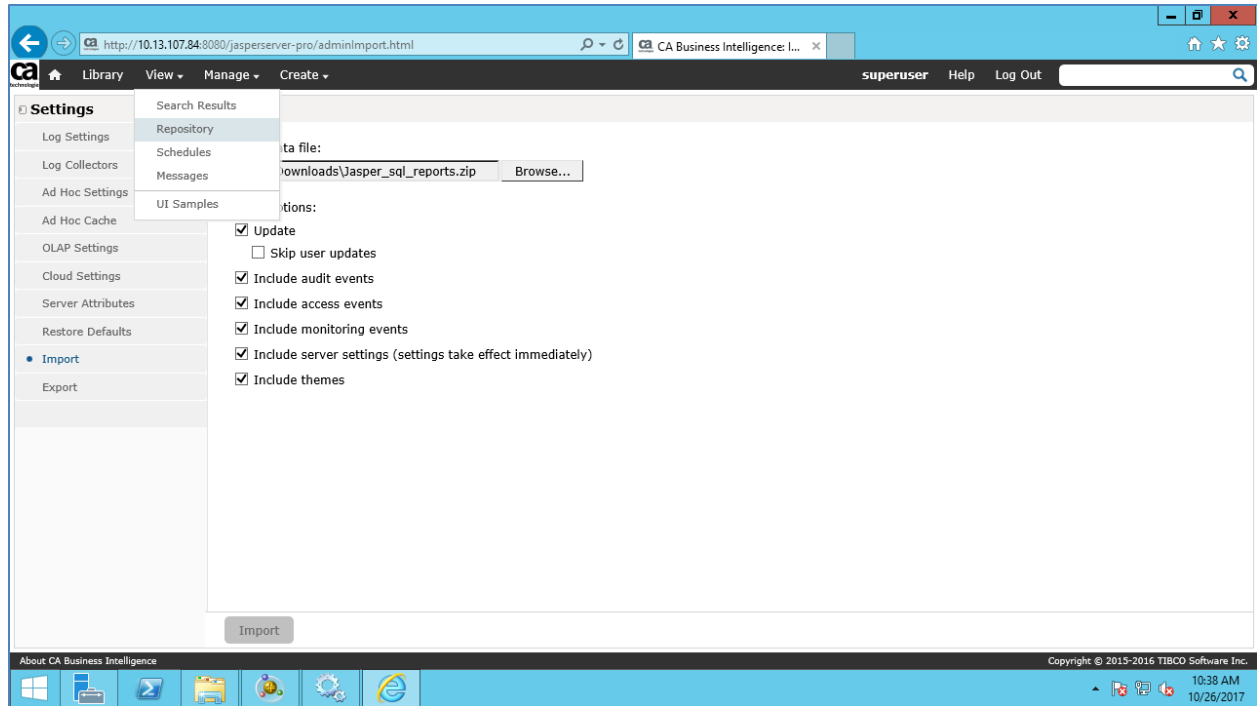 http://10.13.107.84:8080/jasperserver-pro/adminImport.html
CA Business Intelligence: I...
ca Library View Manage Create superuser Help Log Out
Settings
Log Settings
Log Collectors
Ad Hoc Settings
Ad Hoc Cache
OLAP Settings
Cloud Settings
Server Attributes
Restore Defaults
Import
Export
Search Results
Repository
Schedules
Messages
UI Samples
ta file:
ownloads\Jasper_sql_reports.zip Browse...
tions:
Update
Skip user updates
Include audit events
Include access events
Include monitoring events
Include server settings (settings take effect immediately)
Include themes
Import
About CA Business Intelligence Copyright © 2015-2016 TIBCO Software Inc.
10:38 AM
10/26/2017